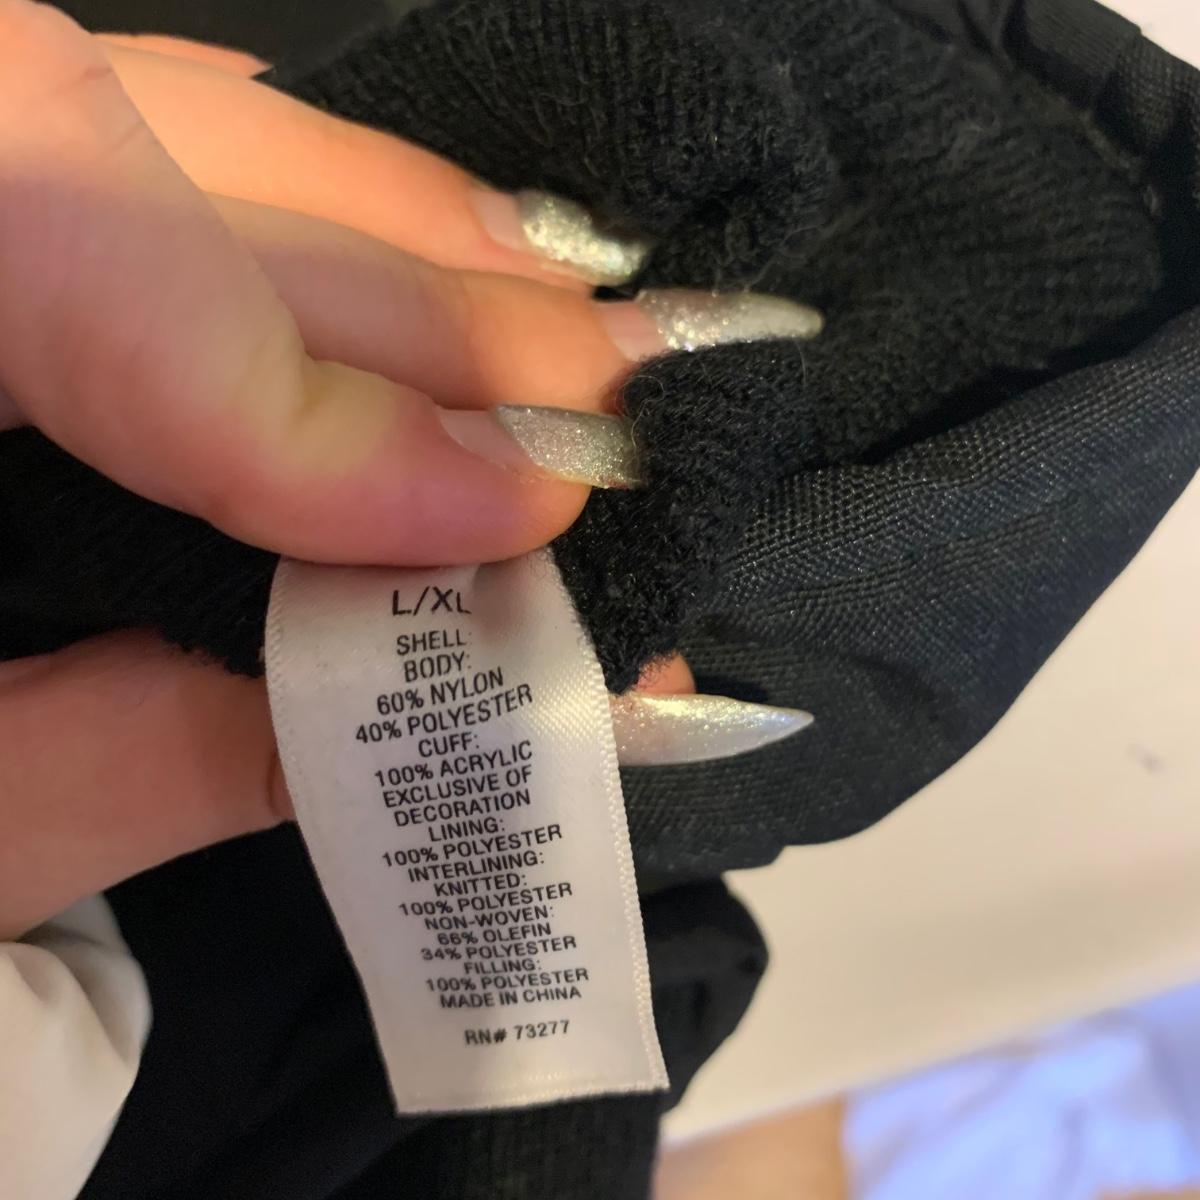 L/XL
SHELL:
BODY:
60% NYLON
40% POLYESTER
CUFF:
100% ACRYLIC
EXCLUSIVE OF
DECORATION
LINING:
100% POLYESTER
INTERLINING:
KNITTED:
100% POLYESTER
NON-WOVEN:
66% OLEFIN
34% POLYESTER
FILLING:
100% POLYESTER
MADE IN CHINA
RN# 73277